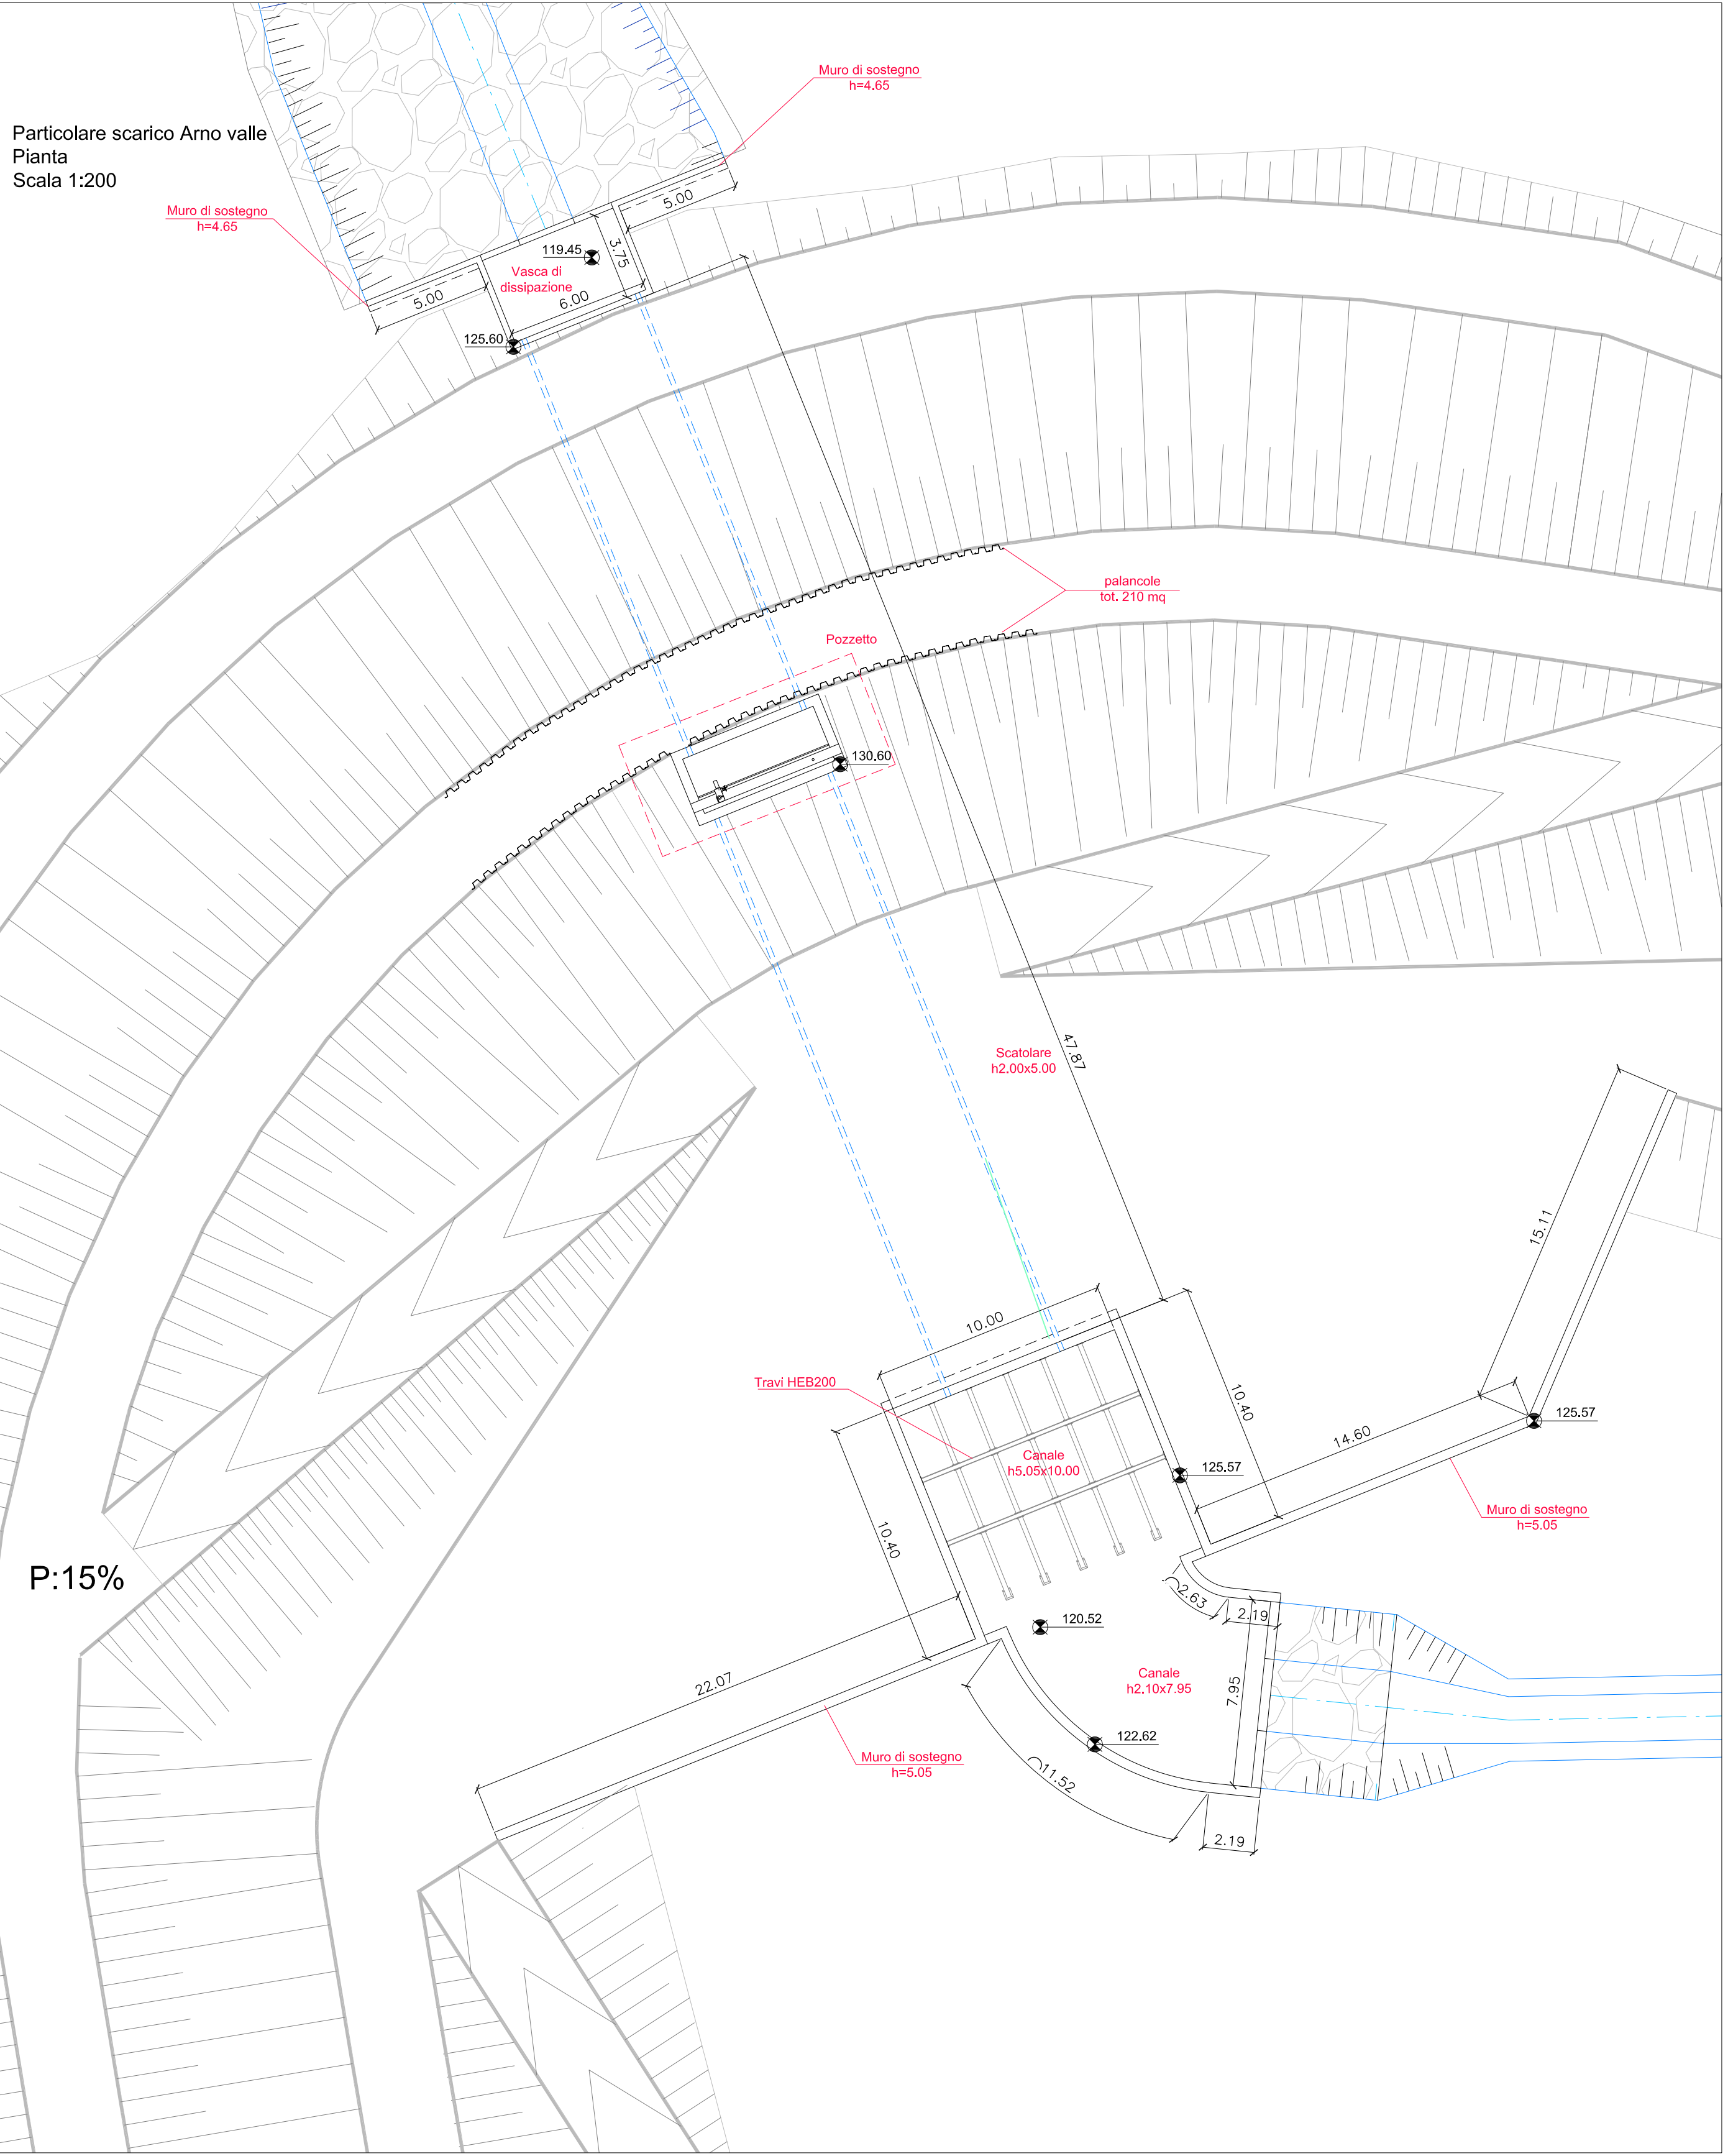 Muro di sostegno
h=4.65
Particolare scarico Arno valle
Pianta
Scala 1:200
Muro di sostegno
h=4.65
5.00
119.45
3.75
Vasca di
dissipazione
6.00
5.00
125.60
palancole
tot. 210 mq
Pozzetto
130.60
47.87
Scatolare
h2.00x5.00
15.11
10.00
Travi HEB200
10.40
125.57
14.60
Canale
h5.05x10.00
125.57
Muro di sostegno
h=5.05
10.40
P:15%
2.63
2.19
120.52
22.07
Canale
h2.10x7.95
7.95
122.62
Muro di sostegno
h=5.05
11.52
2.19